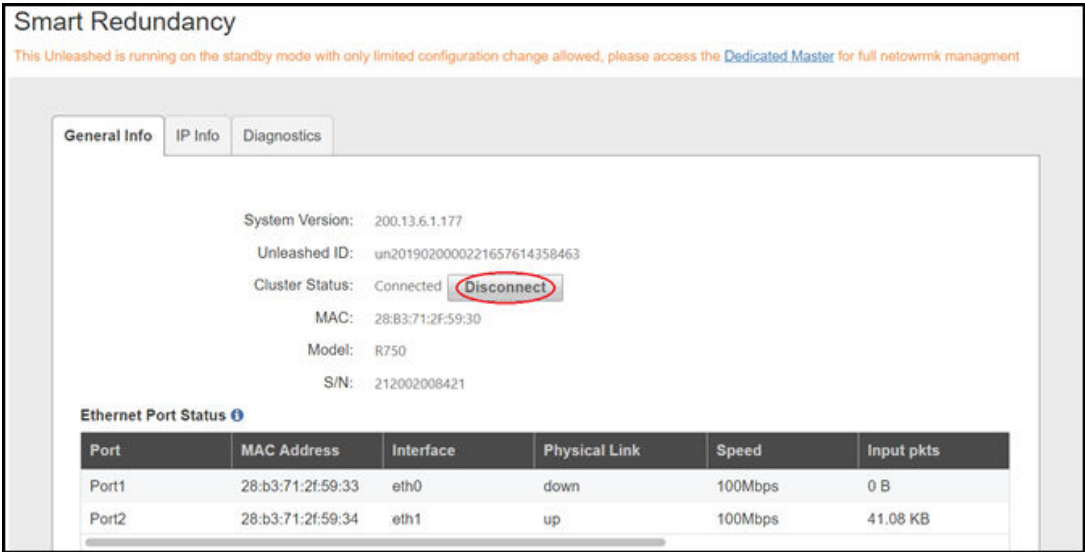 Smart Redundancy
This Unleashed is running on the standby mode with only limited configuration change allowed, please access the Dedicated Master for full netowrmk managment
General Info IP Info Diagnostics
System Version: 200.13.6.1.177
Unleashed ID: un2019020000221657614358463
Cluster Status: Connected Disconnect
MAC: 28:B3:71:2F:59:30
Model: R750
S/N: 212002008421
Ethernet Port Status
Port MAC Address Interface Physical Link Speed Input pkts
Port1 28:b3:71:2f:59:33 eth0 down 100Mbps 0 B
Port2 28:b3:71:2f:59:34 eth1 up 100Mbps 41.08 KB